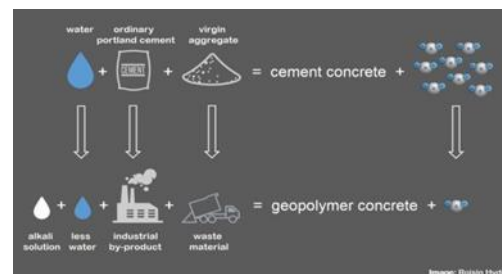 water
ordinary
portland cement
virgin
aggregate
CEMENT
+ + = cement concrete +
+ + + = geopolymer concrete +
alkali
solution
less
water
industrial
by-product
waste
material